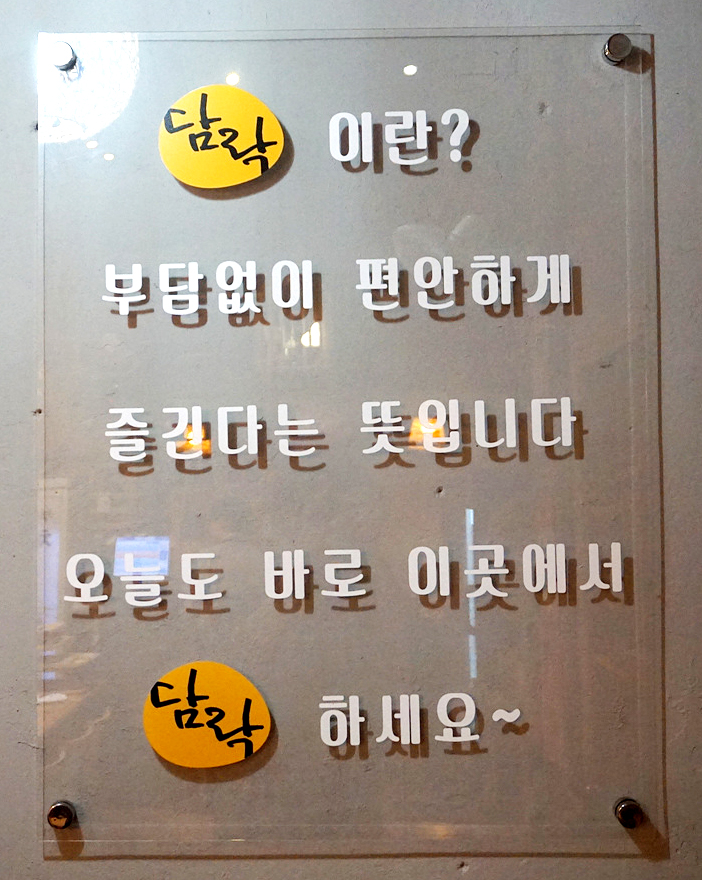 담락 이란?
부담없이 편안하게
즐긴다는 뜻입니다
오늘도 바로 이곳에서
담락 하세요~